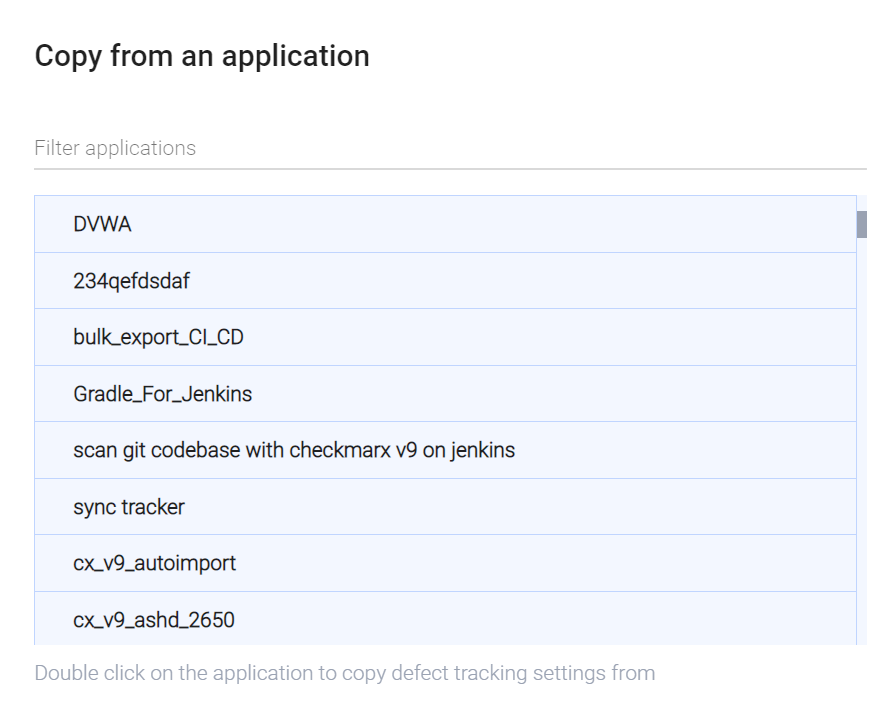 Copy from an application
Filter applications
DVWA
234qefdsdaf
bulk_export_CI_CD
Gradle_For_Jenkins
scan git codebase with checkmarx v9 on jenkins
sync tracker
cx_v9_autoimport
cx_v9_ashd_2650
Double click on the application to copy defect tracking settings from